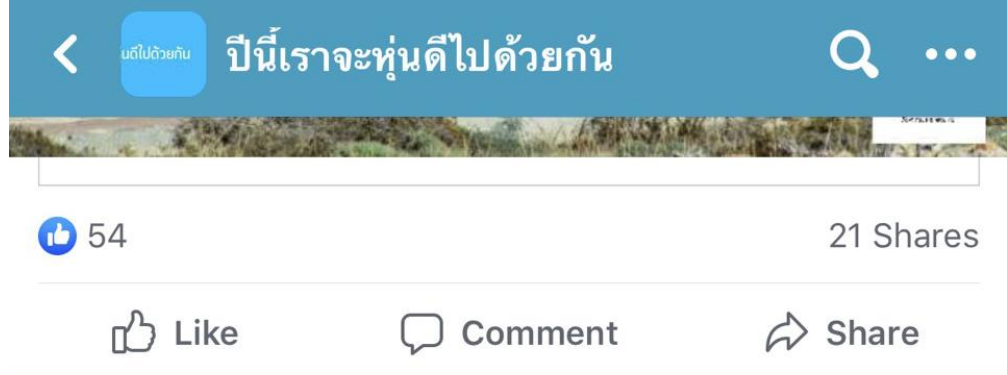 นดีไปด้วยกัน
ปีนี้เราจะหุ่นดีไปด้วยกัน
54
21 Shares
Like
Comment
Share